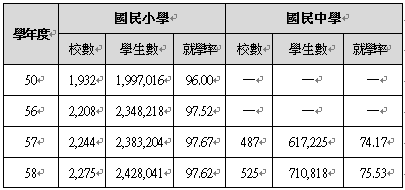 學年度 國民小學 國民中學
校數 學生數 就學率 校數 學生數 就學率
50 1,932 1,997,016 96.00 — — —
56 2,208 2,348,218 97.52 — — —
57 2,244 2,383,204 97.67 487 617,225 74.17
58 2,275 2,428,041 97.62 525 710,818 75.53